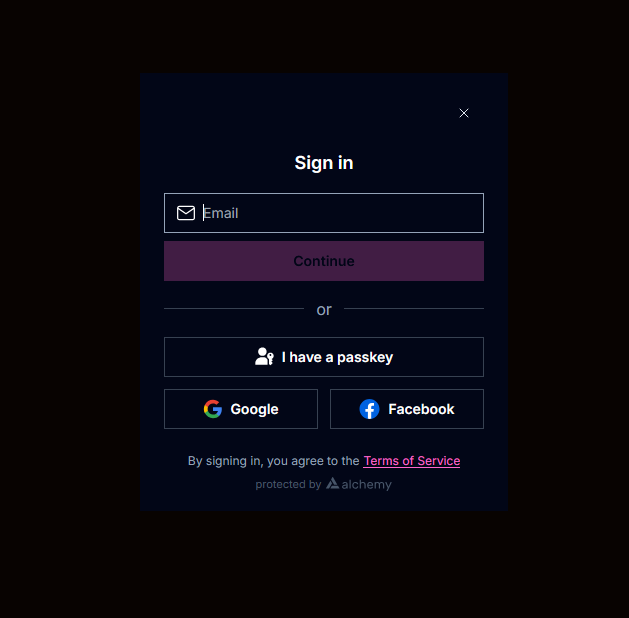 Sign in
Email
Continue
or
I have a passkey
Google
Facebook
By signing in, you agree to the Terms of Service
protected by alchemy